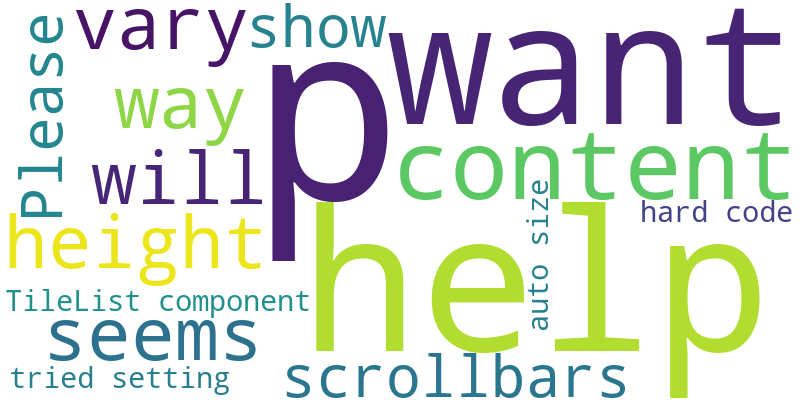 vary
show
want
Please
way
p
content
will
auto size
hard code
height
help
TileList component
seems
tried setting
scrollbars